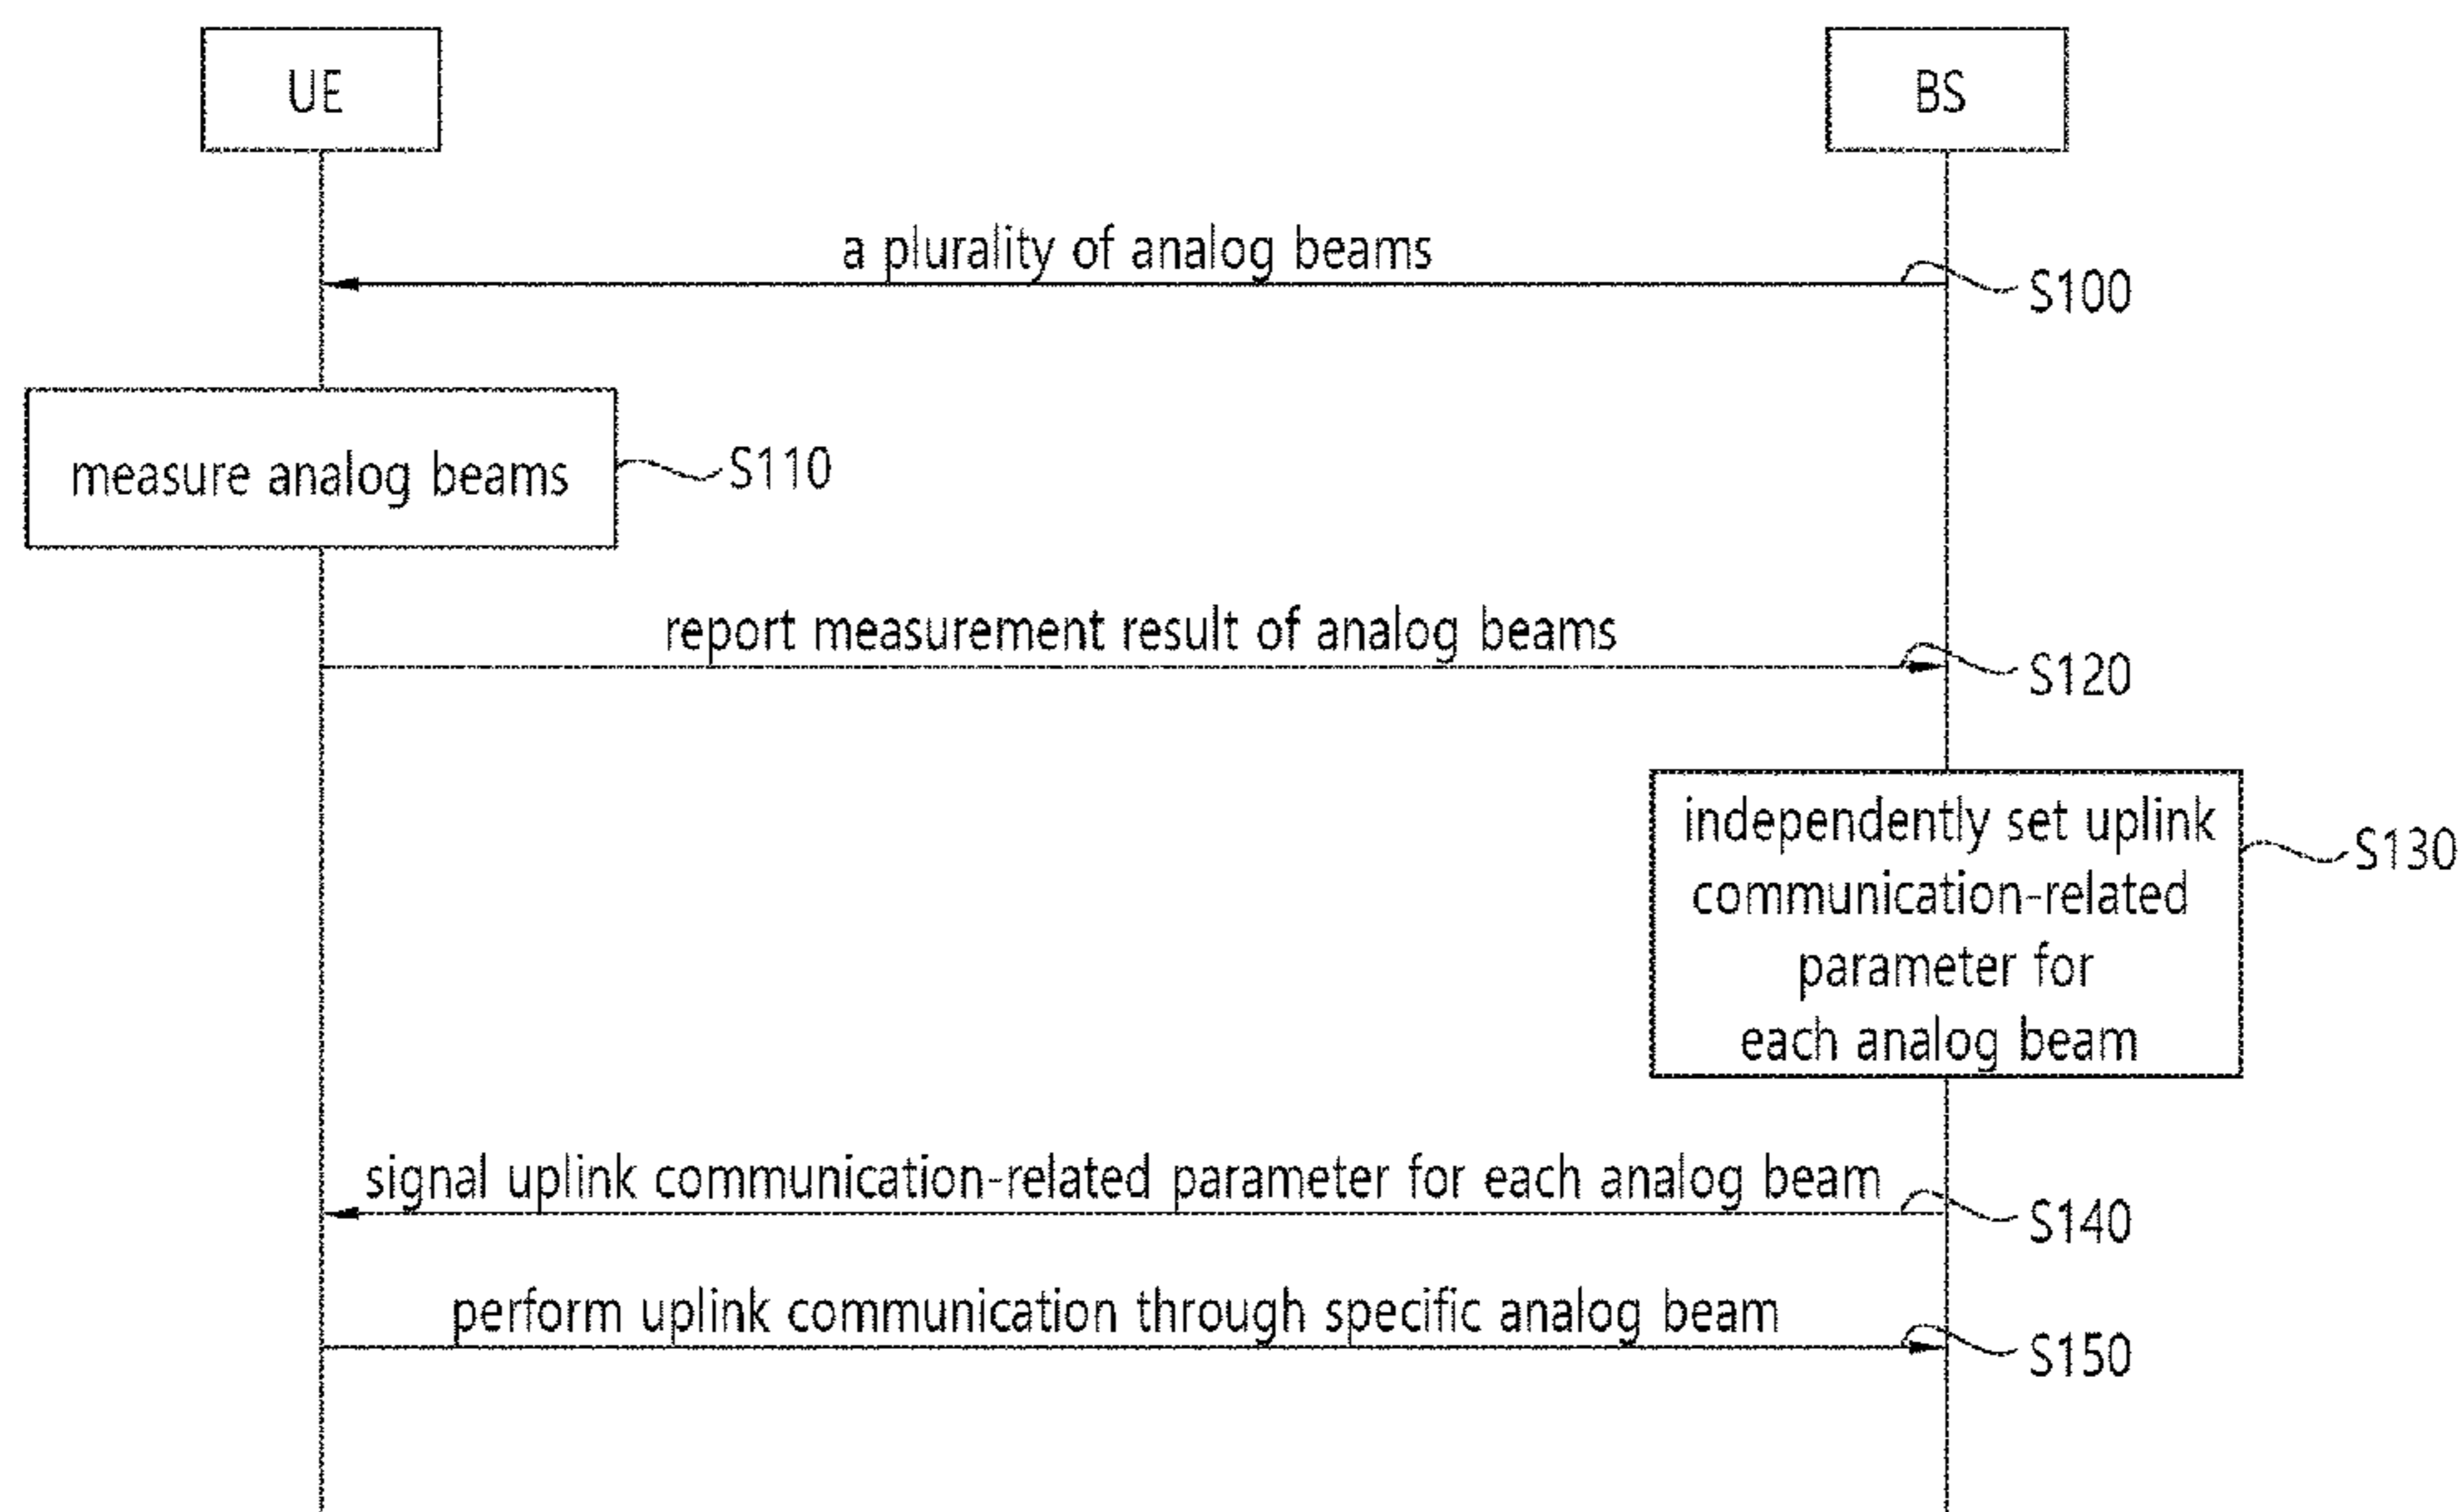 UE
BS
a plurality of analog beams
S100
measure analog beams
S110
report measurement result of analog beams
S120
independently set uplink
communication-related
parameter for
each analog beam
S130
signal uplink communication-related parameter for each analog beam
S140
perform uplink communication through specific analog beam
S150